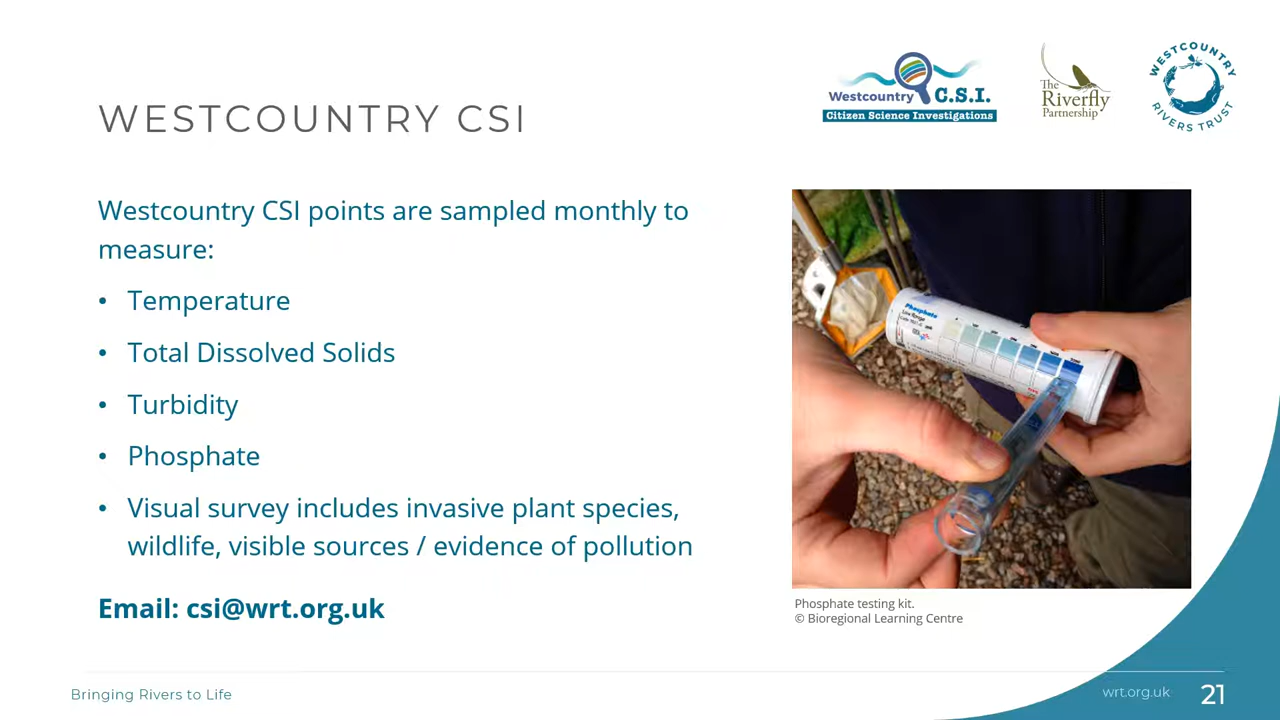 Westcountry C.S.I.
Citizen Science Investigations
The
Riverfly
Partnership
WESTCOUNTRY
RIVERS TRUST
WESTCOUNTRY CSI
Westcountry CSI points are sampled monthly to
measure:
• Temperature
• Total Dissolved Solids
• Turbidity
• Phosphate
• Visual survey includes invasive plant species,
wildlife, visible sources / evidence of pollution
Email: csi@wrt.org.uk
Phosphate
Low Range
Phosphate testing kit.
© Bioregional Learning Centre
Bringing Rivers to Life
wrt.org.uk
21